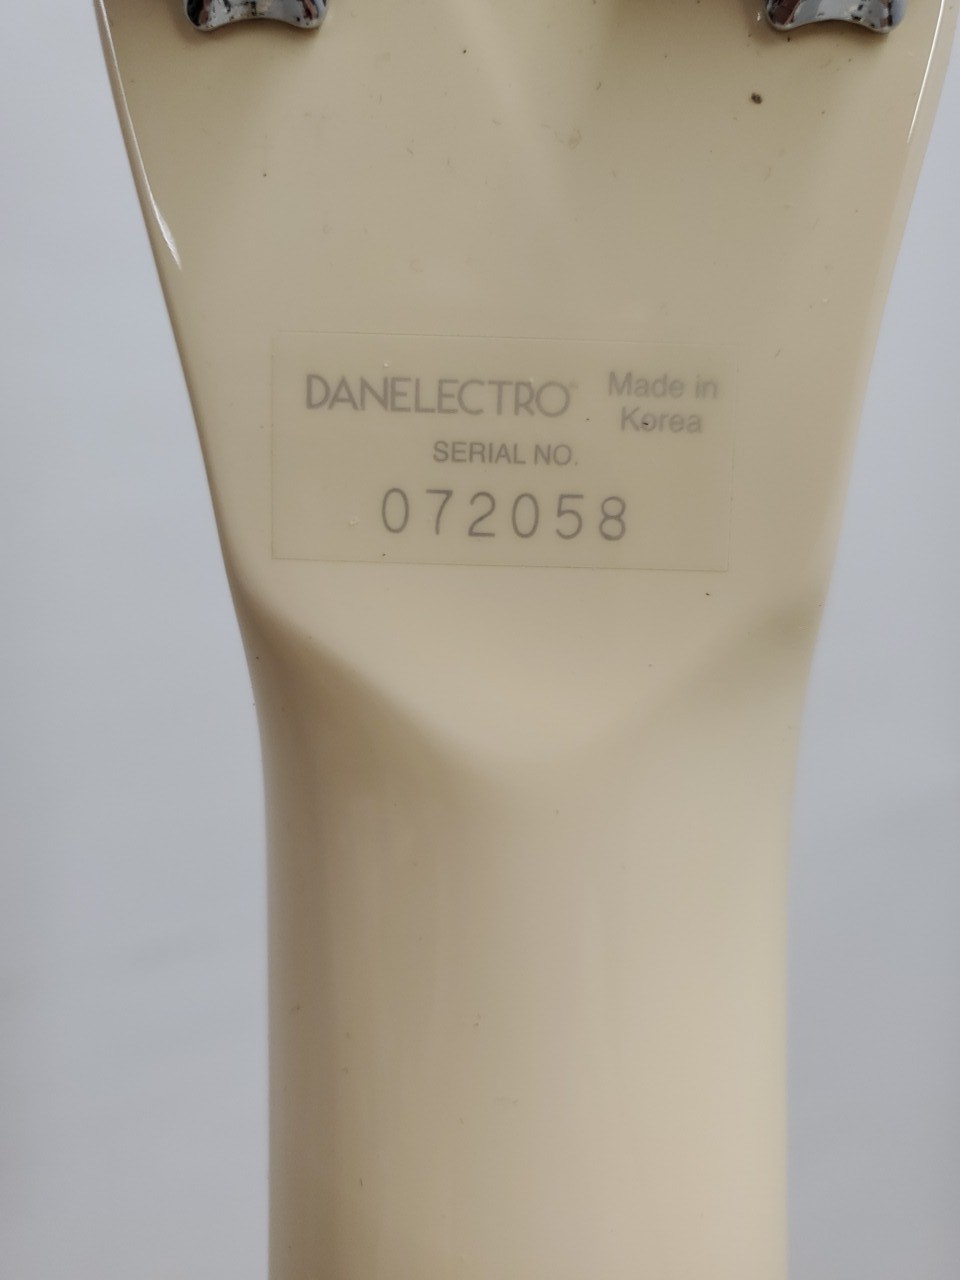 DANELECTRO® Made in
Korea
SERIAL NO.
072058